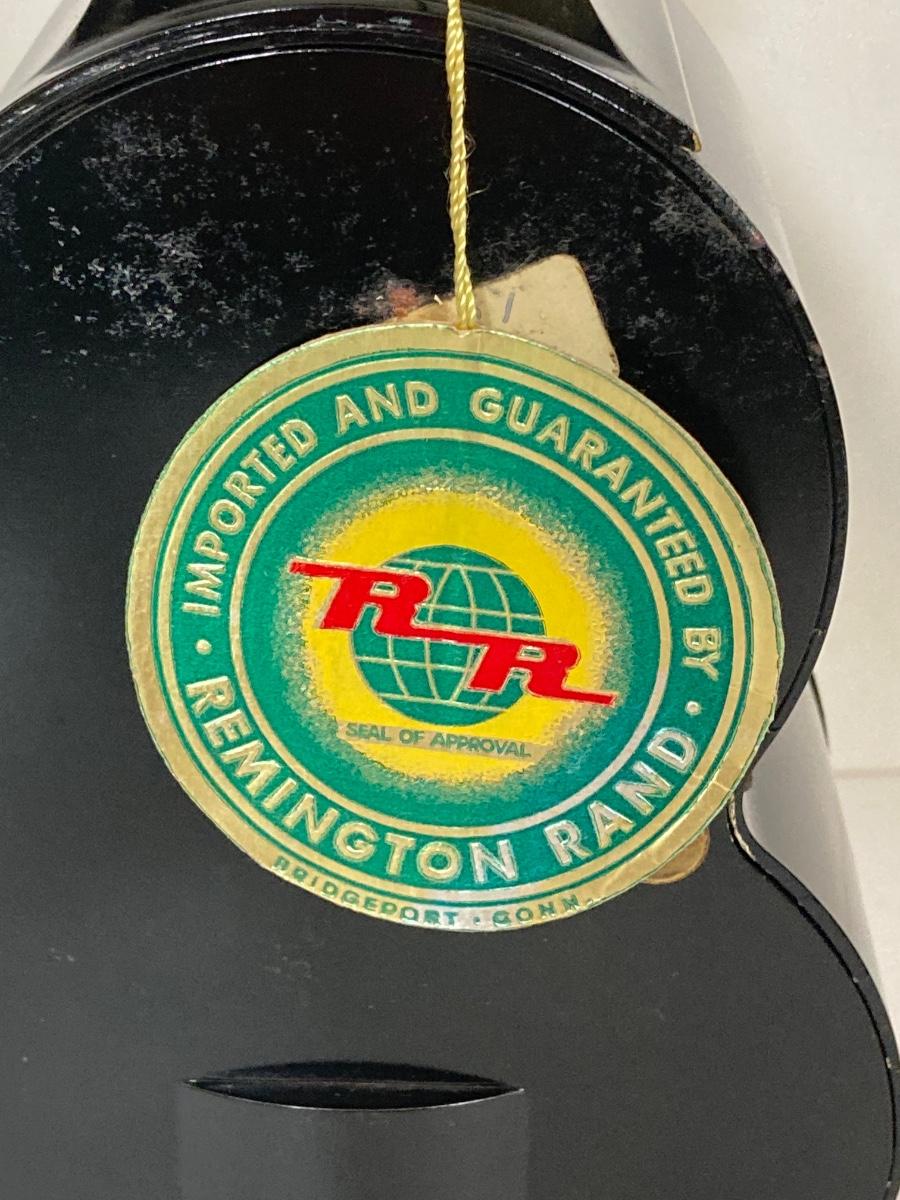 IMPORTED AND GUARANTEED BY
RR
SEAL OF APPROVAL
REMINGTON RAND
BRIDGEPORT · CONN.